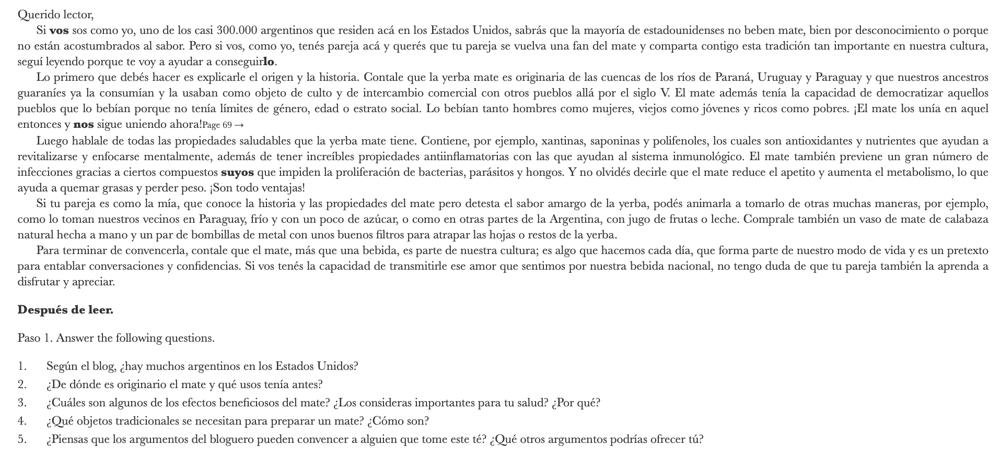 Querido lector,
Si vos sos como yo, uno de los casi 300.000 argentinos que residen acá en los Estados Unidos, sabrás que la mayoría de estadounidenses no beben mate, bien por desconocimiento o porque
no están acostumbrados al sabor. Pero si vos, como yo, tenés pareja acá y querés que tu pareja se vuelva una fan del mate y comparta contigo esta tradición tan importante en nuestra cultura,
seguí leyendo porque te voy a ayudar a conseguirlo.
Lo primero que debés hacer es explicarle el origen y la historia. Contale que la yerba mate es originaria de las cuencas de los ríos de Paraná, Uruguay y Paraguay y que nuestros ancestros
guaraníes ya la consumían y la usaban como objeto de culto y de intercambio comercial con otros pueblos allá por el siglo V. El mate además tenía la capacidad de democratizar aquellos
pueblos que lo bebían porque no tenía límites de género, edad o estrato social. Lo bebían tanto hombres como mujeres, viejos como jóvenes y ricos como pobres. ¡El mate los unía en aquel
entonces y nos sigue uniendo ahora!Page 69 →
Luego hablale de todas las propiedades saludables que la yerba mate tiene. Contiene, por ejemplo, xantinas, saponinas y polifenoles, los cuales son antioxidantes y nutrientes que ayudan a
revitalizarse y enfocarse mentalmente, además de tener increíbles propiedades antiinflamatorias con las que ayudan al sistema inmunológico. El mate también previene un gran número de
infecciones gracias a ciertos compuestos suyos que impiden la proliferación de bacterias, parásitos y hongos. Y no olvidés decirle que el mate reduce el apetito y aumenta el metabolismo, lo que
ayuda a quemar grasas y perder peso. ¡Son todo ventajas!
Si tu pareja es como la mía, que conoce la historia y las propiedades del mate pero detesta el sabor amargo de la yerba, podés animarla a tomarlo de otras muchas maneras, por ejemplo,
como lo toman nuestros vecinos en Paraguay, frío y con un poco de azúcar, o como en otras partes de la Argentina, con jugo de frutas o leche. Comprale también un vaso de mate de calabaza
natural hecha a mano y un par de bombillas de metal con unos buenos filtros para atrapar las hojas o restos de la yerba.
Para terminar de convencerla, contale que el mate, más que una bebida, es parte de nuestra cultura; es algo que hacemos cada día, que forma parte de nuestro modo de vida y es un pretexto
para entablar conversaciones y confidencias. Si vos tenés la capacidad de transmitirle ese amor que sentimos por nuestra bebida nacional, no tengo duda de que tu pareja también la aprenda a
disfrutar y apreciar.
Después de leer.
Paso 1. Answer the following questions.
1. Según el blog, ¿hay muchos argentinos en los Estados Unidos?
2. ¿De dónde es originario el mate y qué usos tenía antes?
3. ¿Cuáles son algunos de los efectos beneficiosos del mate? ¿Los consideras importantes para tu salud? ¿Por qué?
4. ¿Qué objetos tradicionales se necesitan para preparar un mate? ¿Cómo son?
5. ¿Piensas que los argumentos del bloguero pueden convencer a alguien que tome este té? ¿Qué otros argumentos podrías ofrecer tú?